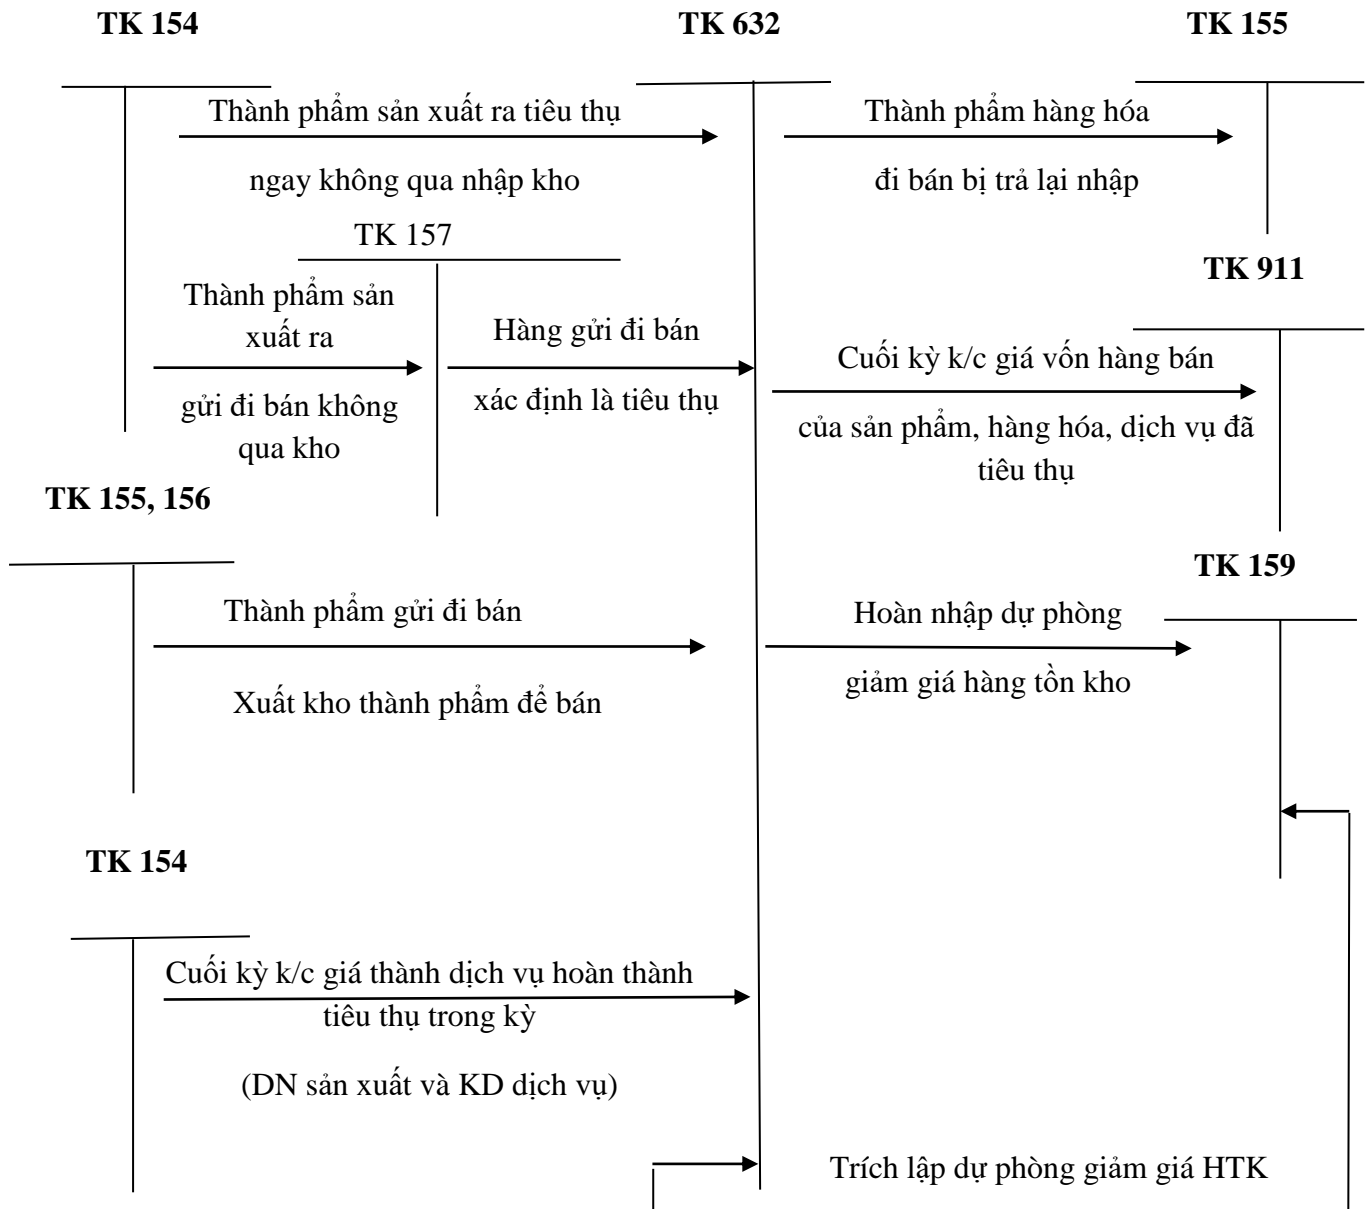 TK 154
TK 632
TK 155
Thành phẩm sản xuất ra tiêu thụ
ngay không qua nhập kho
Thành phẩm hàng hóa
đi bán bị trả lại nhập
TK 157
TK 911
Thành phẩm sản
xuất ra
gửi đi bán không
qua kho
Hàng gửi đi bán
xác định là tiêu thụ
Cuối kỳ k/c giá vốn hàng bán
của sản phẩm, hàng hóa, dịch vụ đã
tiêu thụ
TK 155, 156
TK 159
Thành phẩm gửi đi bán
Xuất kho thành phẩm để bán
Hoàn nhập dự phòng
giảm giá hàng tồn kho
TK 154
Cuối kỳ k/c giá thành dịch vụ hoàn thành
tiêu thụ trong kỳ
(DN sản xuất và KD dịch vụ)
Trích lập dự phòng giảm giá HTK